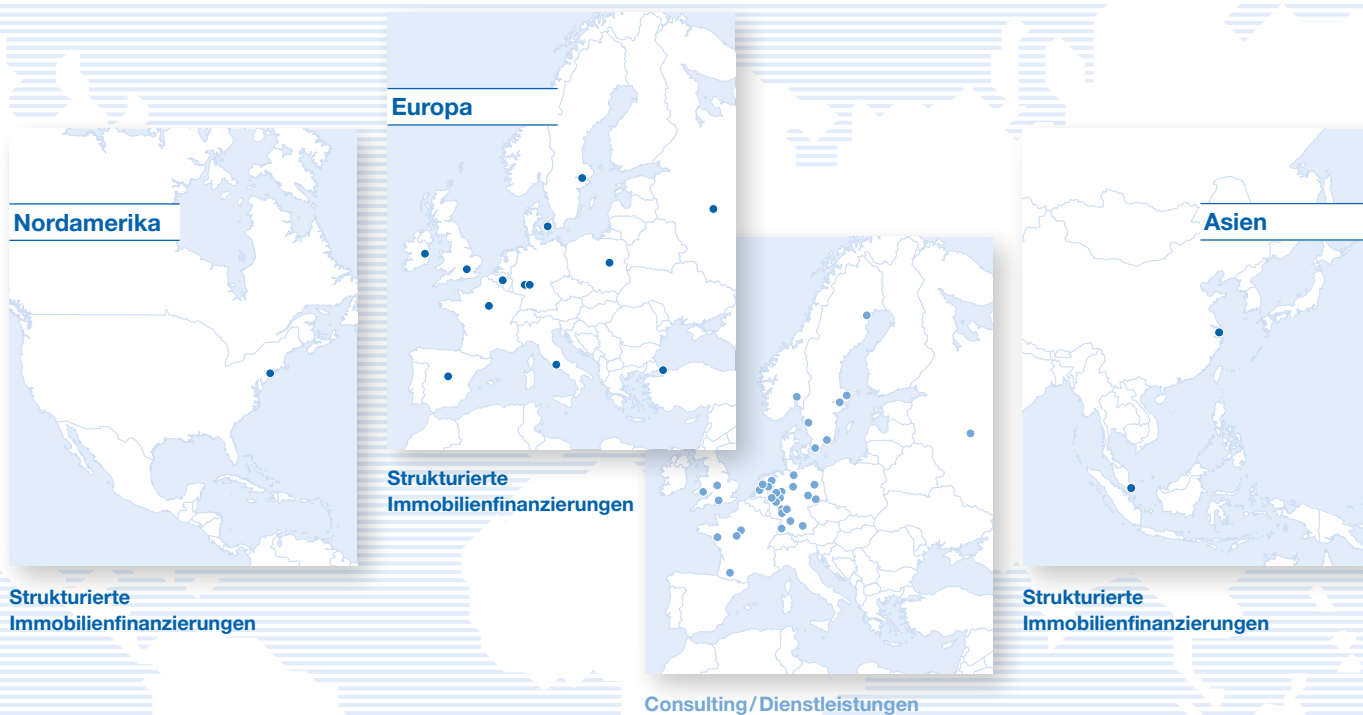 Europa
Nordamerika
Asien
Strukturierte
Immobilienfinanzierungen
Strukturierte
Immobilienfinanzierungen
Strukturierte
Immobilienfinanzierungen
Consulting/Dienstleistungen